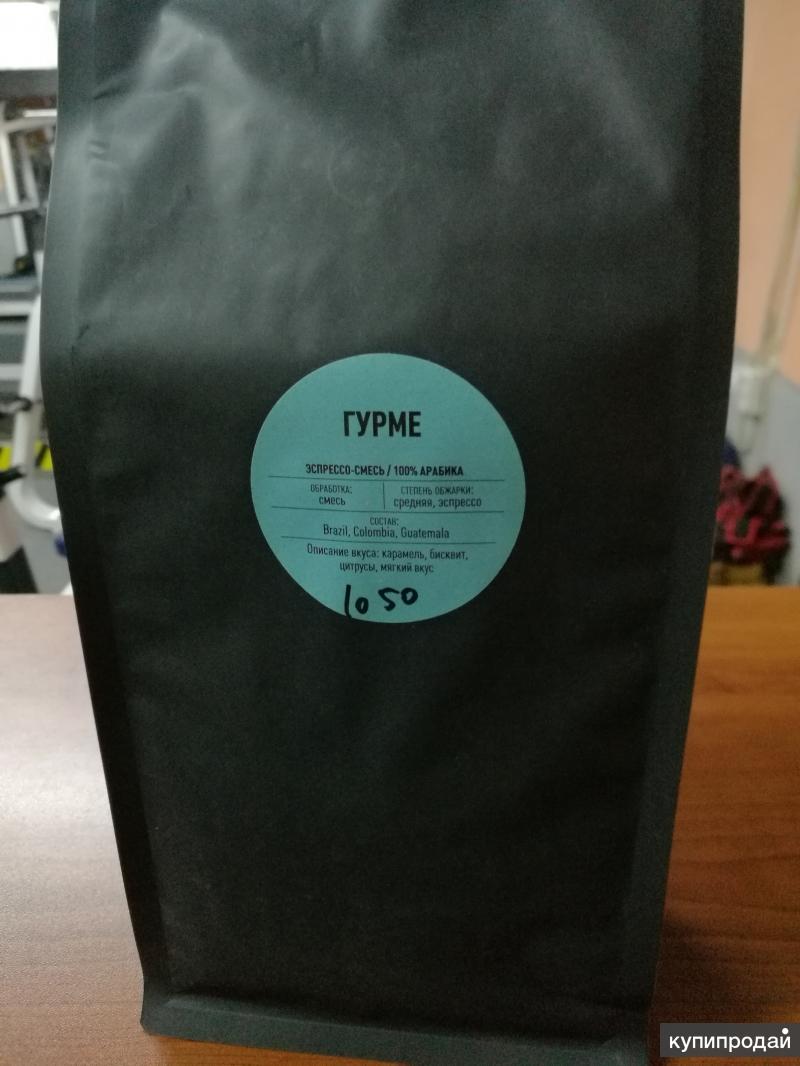 ГУРМЕ
ЭСПРЕССО-СМЕСЬ / 100% АРАБИКА
ОБРАБОТКА:
смесь
СТЕПЕНЬ ОБЖАРКИ:
средняя, эспрессо
СОСТАВ:
Brazil, Colombia, Guatemala
Описание вкуса: карамель, бисквит,
цитрусы, мягкий вкус
1050
купипродай